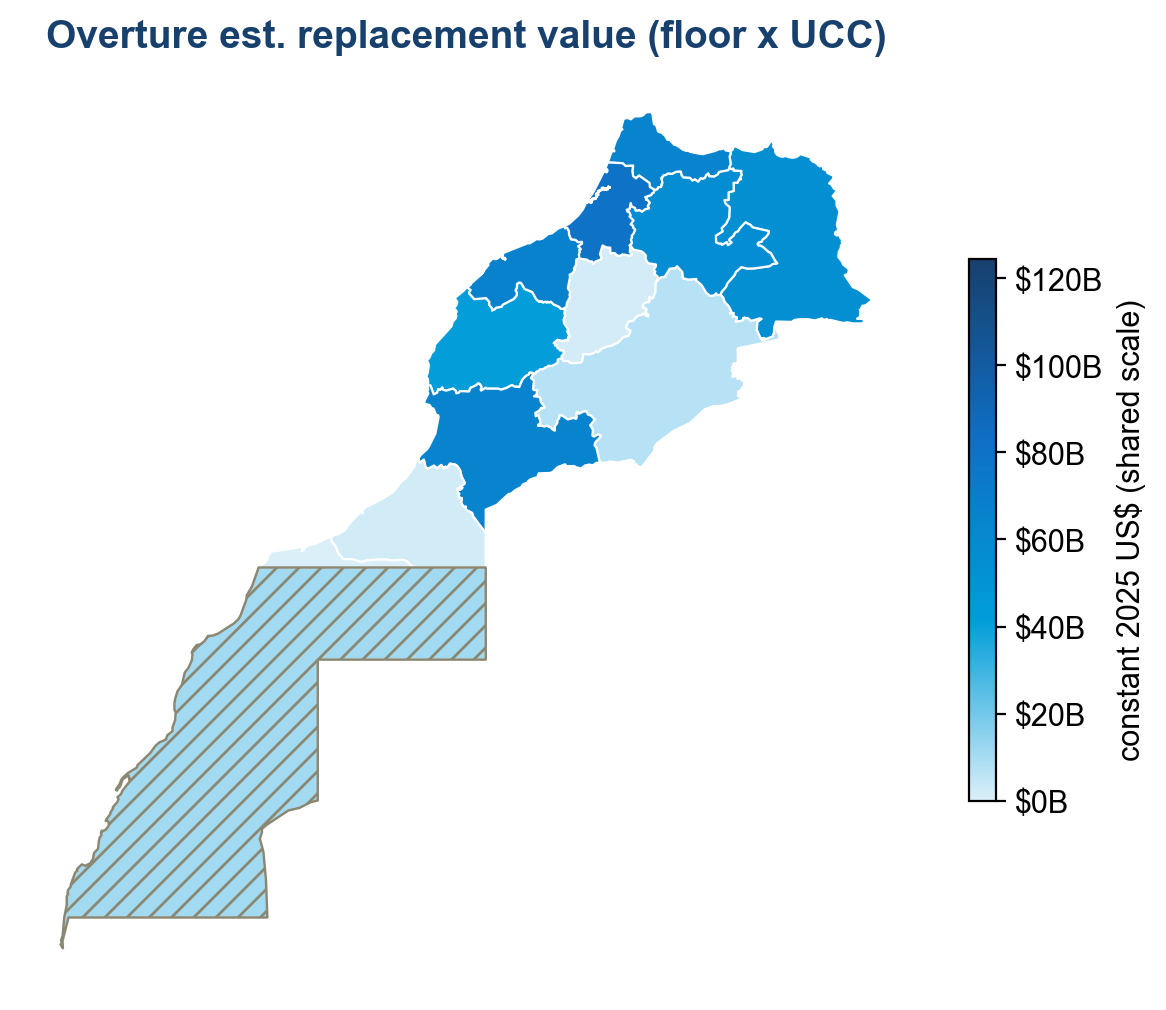 Overture est. replacement value (floor x UCC)
$120B
$100B
$80B
$60B
$40B
$20B
$0B
constant 2025 US$ (shared scale)